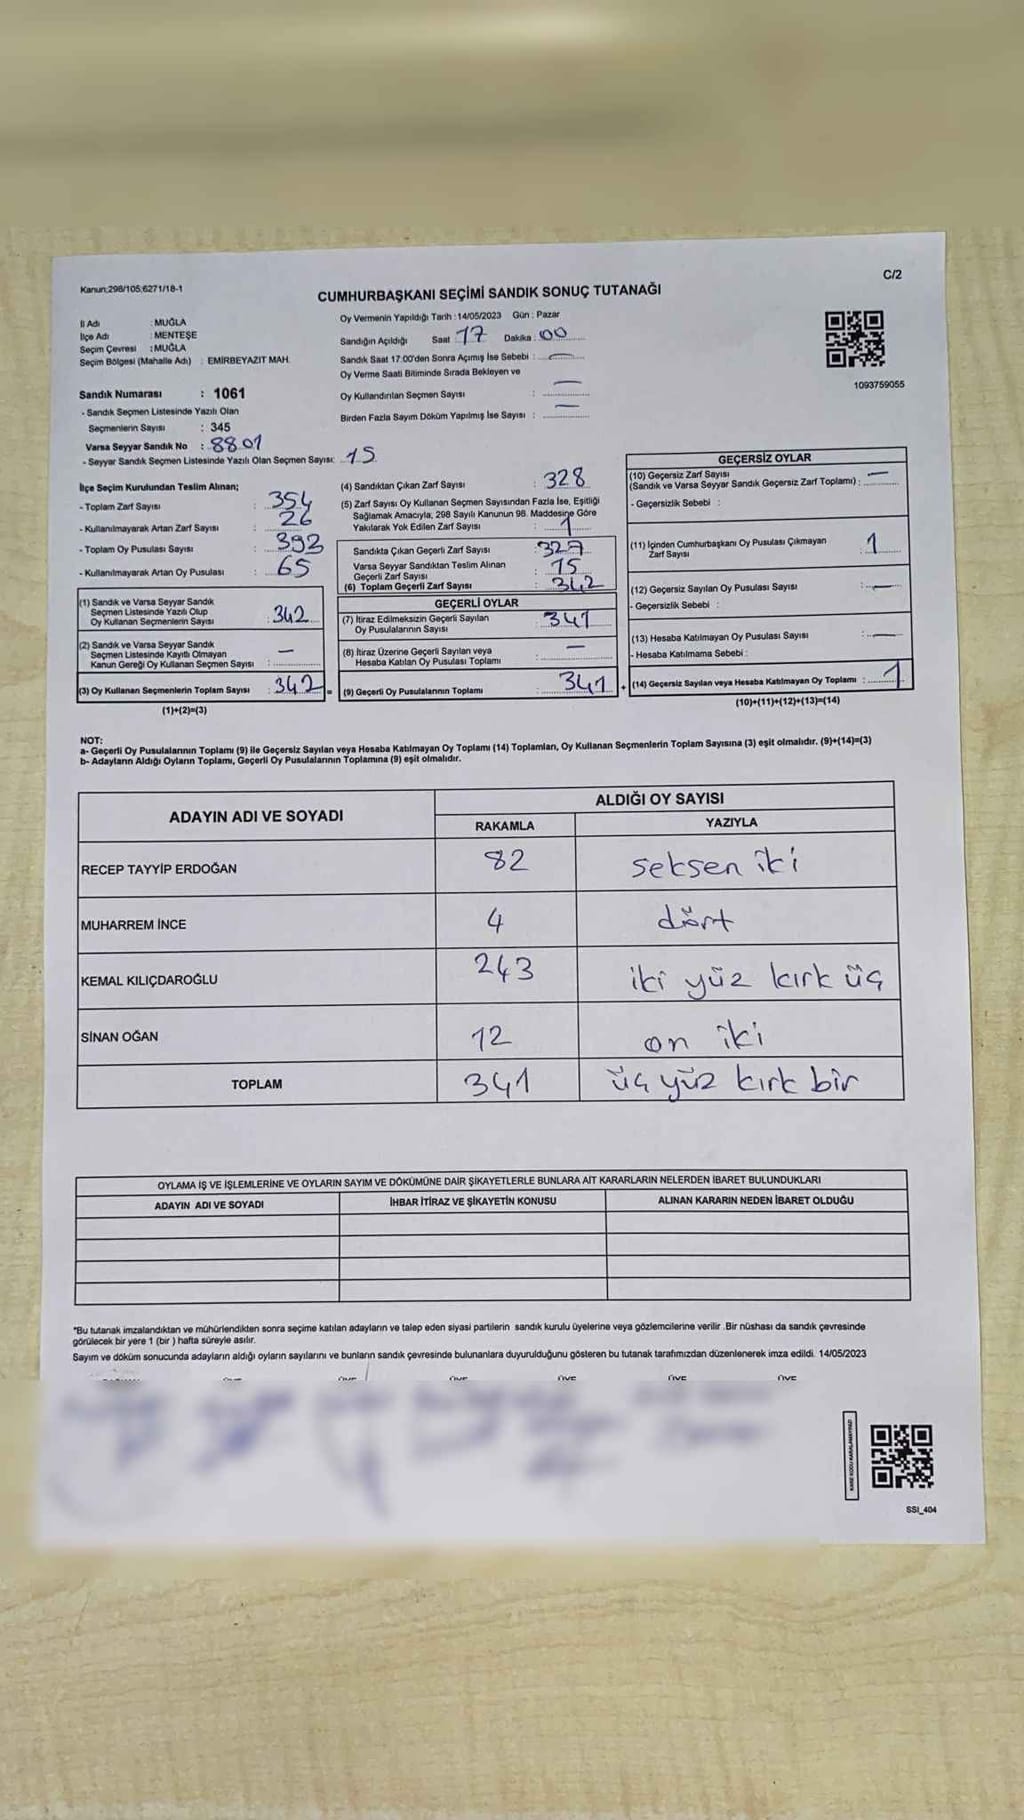 Kanun:298/105;6271/18-1
C/2
CUMHURBAŞKANI SEÇİMİ SANDIK SONUÇ TUTANAĞI
İl Adı : MUĞLA
İlçe Adı : MENTEŞE
Seçim Çevresi : MUĞLA
Seçim Bölgesi (Mahalle Adı) : EMİRBEYAZIT MAH.
Sandık Numarası : 1061
- Sandık Seçmen Listesinde Yazılı Olan
Seçmenlerin Sayısı : 345
Varsa Seyyar Sandık No : 8801
- Seyyar Sandık Seçmen Listesinde Yazılı Olan Seçmen Sayısı: 15
Oy Vermenin Yapıldığı Tarih : 14/05/2023 Gün : Pazar
Sandığın Açıldığı Saat 17 Dakika : 00
Sandık Saat 17:00'den Sonra Açımış İse Sebebi : —
Oy Verme Saati Bitiminde Sırada Bekleyen ve
Oy Kullandırılan Seçmen Sayısı : —
Birden Fazla Sayım Döküm Yapılmış İse Sayısı : —
1093759055
İlçe Seçim Kurulundan Teslim Alınan;
- Toplam Zarf Sayısı : 354
- Kullanılmayarak Artan Zarf Sayısı : 26
- Toplam Oy Pusulası Sayısı : 393
- Kullanılmayarak Artan Oy Pusulası : 65
(1) Sandık ve Varsa Seyyar Sandık
Seçmen Listesinde Yazılı Olup
Oy Kullanan Seçmenlerin Sayısı : 342
(2) Sandık ve Varsa Seyyar Sandık
Seçmen Listesinde Kayıtlı Olmayan
Kanun Gereği Oy Kullanan Seçmen Sayısı : —
(3) Oy Kullanan Seçmenlerin Toplam Sayısı : 342 =
(1)+(2)=(3)
(4) Sandıktan Çıkan Zarf Sayısı : 328
(5) Zarf Sayısı Oy Kullanan Seçmen Sayısından Fazla İse, Eşitliği
Sağlamak Amacıyla, 298 Sayılı Kanunun 98. Maddesine Göre
Yakılarak Yok Edilen Zarf Sayısı : 1
Sandıkta Çıkan Geçerli Zarf Sayısı : 327
Varsa Seyyar Sandıktan Teslim Alınan
Geçerli Zarf Sayısı : 15
(6) Toplam Geçerli Zarf Sayısı : 342
GEÇERLİ OYLAR
(7) İtiraz Edilmeksizin Geçerli Sayılan
Oy Pusulalarının Sayısı : 341
(8) İtiraz Üzerine Geçerli Sayılan veya
Hesaba Katılan Oy Pusulası Toplamı : —
(9) Geçerli Oy Pusulalarının Toplamı : 341 +
GEÇERSİZ OYLAR
(10) Geçersiz Zarf Sayısı
(Sandık ve Varsa Seyyar Sandık Geçersiz Zarf Toplamı) : —
- Geçersizlik Sebebi :
(11) İçinden Cumhurbaşkanı Oy Pusulası Çıkmayan
Zarf Sayısı : 1
(12) Geçersiz Sayılan Oy Pusulası Sayısı : —
- Geçersizlik Sebebi :
(13) Hesaba Katılmayan Oy Pusulası Sayısı : —
- Hesaba Katılmama Sebebi :
(14) Geçersiz Sayılan veya Hesaba Katılmayan Oy Toplamı : 1
(10)+(11)+(12)+(13)=(14)
NOT:
a- Geçerli Oy Pusulalarının Toplamı (9) ile Geçersiz Sayılan veya Hesaba Katılmayan Oy Toplamı (14) Toplamları, Oy Kullanan Seçmenlerin Toplam Sayısına (3) eşit olmalıdır. (9)+(14)=(3)
b- Adayların Aldığı Oyların Toplamı, Geçerli Oy Pusulalarının Toplamına (9) eşit olmalıdır.
ADAYIN ADI VE SOYADI
ALDIĞI OY SAYISI
RAKAMLA YAZIYLA
RECEP TAYYİP ERDOĞAN 82 seksen iki
MUHARREM İNCE 4 dört
KEMAL KILIÇDAROĞLU 243 iki yüz kırk üç
SİNAN OĞAN 12 on iki
TOPLAM 341 üç yüz kırk bir
OYLAMA İŞ VE İŞLEMLERİNE VE OYLARIN SAYIM VE DÖKÜMÜNE DAİR ŞİKAYETLERLE BUNLARA AİT KARARLARIN NELERDEN İBARET BULUNDUKLARI
ADAYIN ADI VE SOYADI İHBAR İTİRAZ VE ŞİKAYETİN KONUSU ALINAN KARARIN NEDEN İBARET OLDUĞU
*Bu tutanak imzalandıktan ve mühürlendikten sonra seçime katılan adayların ve talep eden siyasi partilerin sandık kurulu üyelerine veya gözlemcilerine verilir .Bir nüshası da sandık çevresinde
görülecek bir yere 1 (bir ) hafta süreyle asılır.
Sayım ve döküm sonucunda adayların aldığı oyların sayılarını ve bunların sandık çevresinde bulunanlara duyurulduğunu gösteren bu tutanak tarafımızdan düzenlenerek imza edildi. 14/05/2023
ÜYE ÜYE ÜYE ÜYE ÜYE
SSI_404